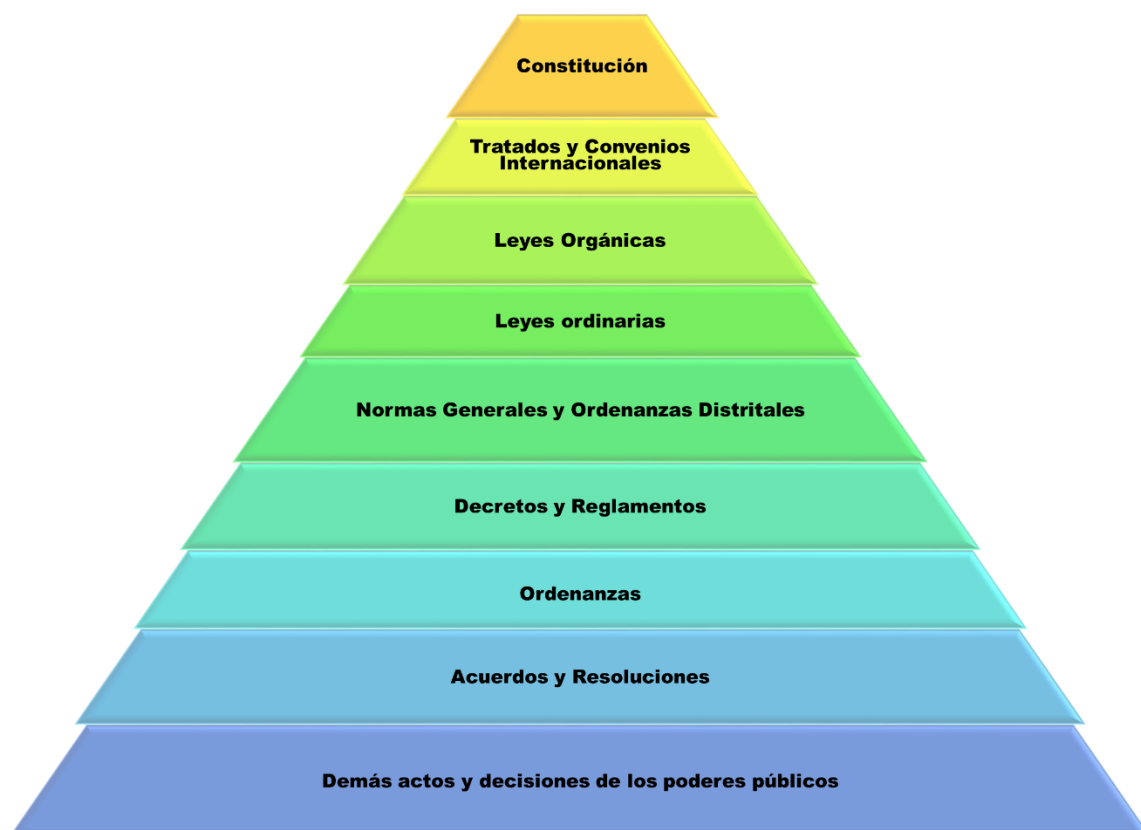 Constitución
Tratados y Convenios
Internacionales
Leyes Orgánicas
Leyes ordinarias
Normas Generales y Ordenanzas Distritales
Decretos y Reglamentos
Ordenanzas
Acuerdos y Resoluciones
Demás actos y decisiones de los poderes públicos